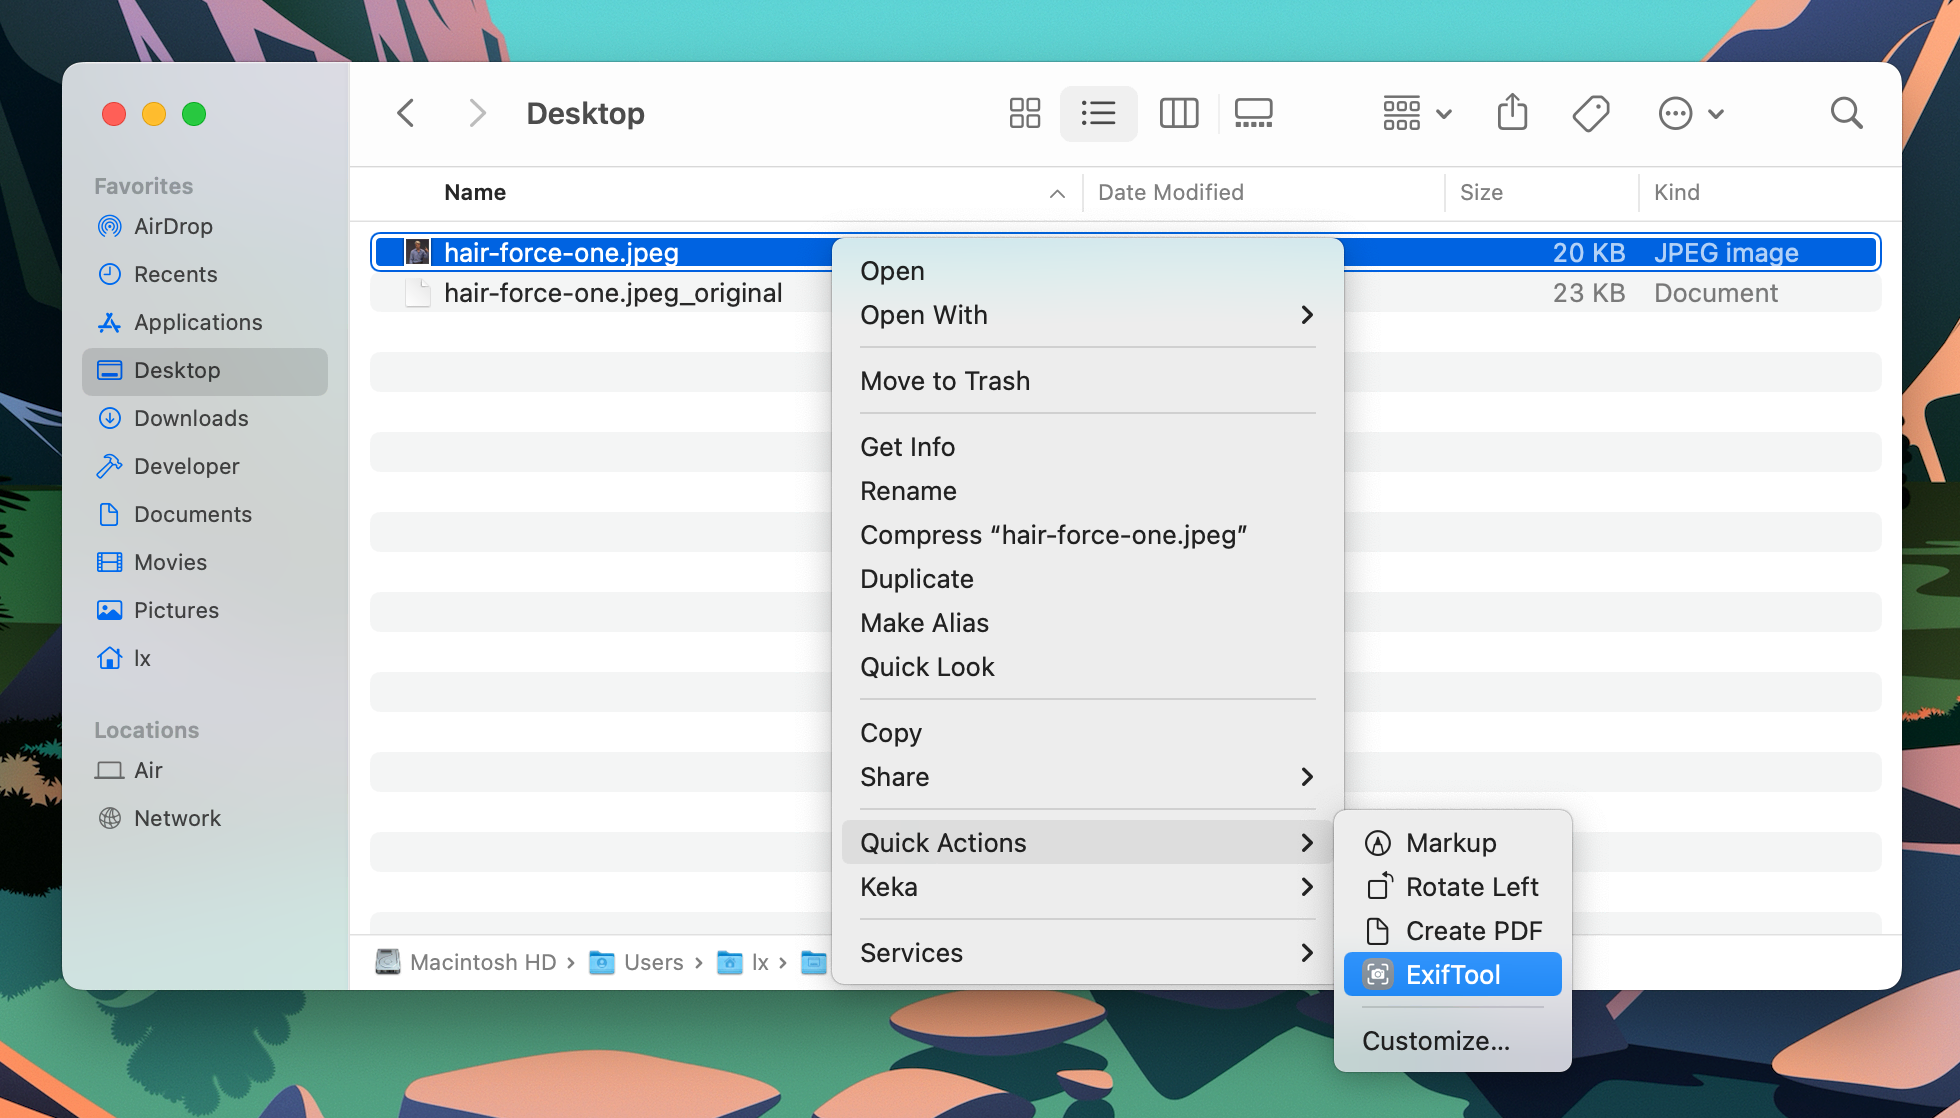 Desktop
Favorites
AirDrop
Recents
Applications
Desktop
Downloads
Developer
Documents
Movies
Pictures
lx
Locations
Air
Network
Name Date Modified Size Kind
hair-force-one.jpeg 20 KB JPEG image
hair-force-one.jpeg_original 23 KB Document
Open
Open With
Move to Trash
Get Info
Rename
Compress “hair-force-one.jpeg”
Duplicate
Make Alias
Quick Look
Copy
Share
Quick Actions
Keka
Services
Markup
Rotate Left
Create PDF
ExifTool
Customize...
Macintosh HD › Users › lx ›